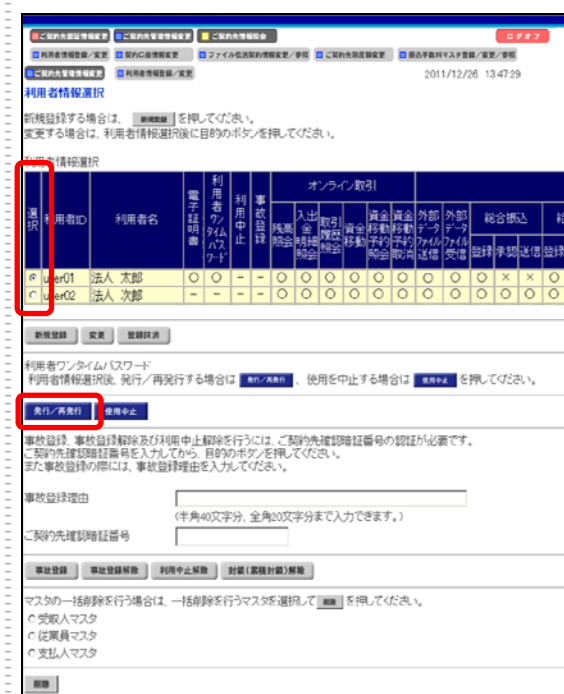 ご契約先認証情報変更 ご契約先管理情報変更 ご契約先情報照会 ログオフ
利用者情報登録/変更 契約口座情報変更 ファイル伝送契約情報変更/参照 ご契約先限度額変更 振込手数料マスタ登録/変更/参照
ご契約先管理情報変更 利用者情報登録/変更 2011/12/26 13:47:29
利用者情報選択
新規登録する場合は、 新規登録 を押してください。
変更する場合は、利用者情報選択後に目的のボタンを押してください。
利用者情報選択
選択 利用者ID 利用者名 電子証明書 利用者ワンタイムパスワード 利用中止 事故登録 オンライン取引
残高照会 入出金明細照会 取引履歴照会 資金移動 資金移動予約照会 資金移動予約取消 外部データファイル送信 外部データファイル受信 総合振込 登録 承認 送信 登録
user01 法人 太郎 ○ ○ - - ○ ○ ○ ○ ○ ○ ○ ○ ○ × × ○
user02 法人 次郎 - - - - ○ ○ ○ ○ ○ ○ ○ ○ ○ ○ ○ ○
新規登録 変更 登録抹消
利用者ワンタイムパスワード
利用者情報選択後、発行/再発行する場合は 発行/再発行 、使用を中止する場合は 使用中止 を押してください。
発行/再発行 使用中止
事故登録、事故登録解除及び利用中止解除を行うには、ご契約先確認暗証番号の認証が必要です。
ご契約先確認暗証番号を入力してから、目的のボタンを押してください。
また事故登録の際には、事故登録理由を入力してください。
事故登録理由
(半角40文字分、全角20文字分まで入力できます。)
ご契約先確認暗証番号
事故登録 事故登録解除 利用中止解除 封鎖(累積封鎖)解除
マスタの一括削除を行う場合は、一括削除を行うマスタを選択して 削除 を押してください。
受取人マスタ
従業員マスタ
支払人マスタ
削除